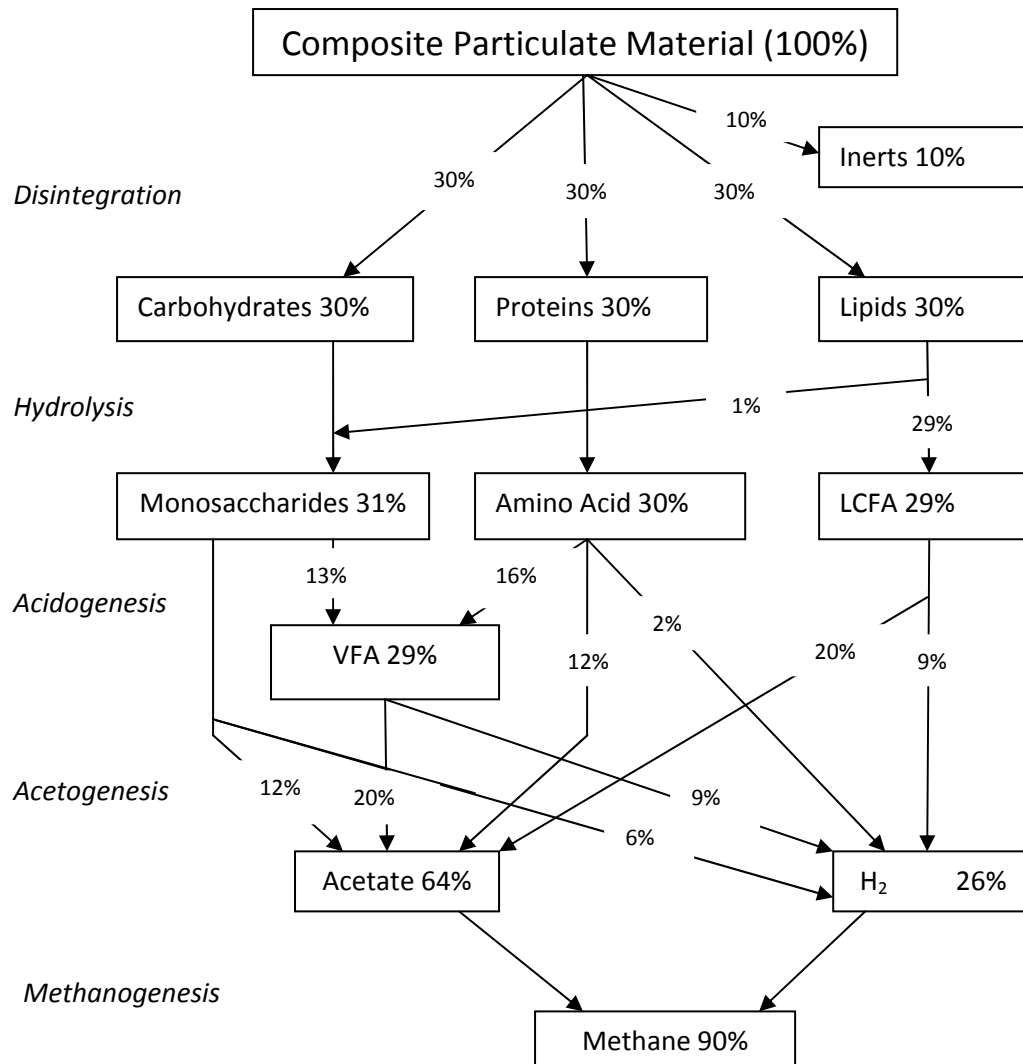 Composite Particulate Material (100%)
10%
Inerts 10%
Disintegration
30%
30%
30%
Carbohydrates 30%
Proteins 30%
Lipids 30%
Hydrolysis
1%
29%
Monosaccharides 31%
Amino Acid 30%
LCFA 29%
13%
16%
Acidogenesis
2%
VFA 29%
12%
20%
9%
Acetogenesis
12%
20%
9%
6%
Acetate 64%
H₂ 26%
Methanogenesis
Methane 90%